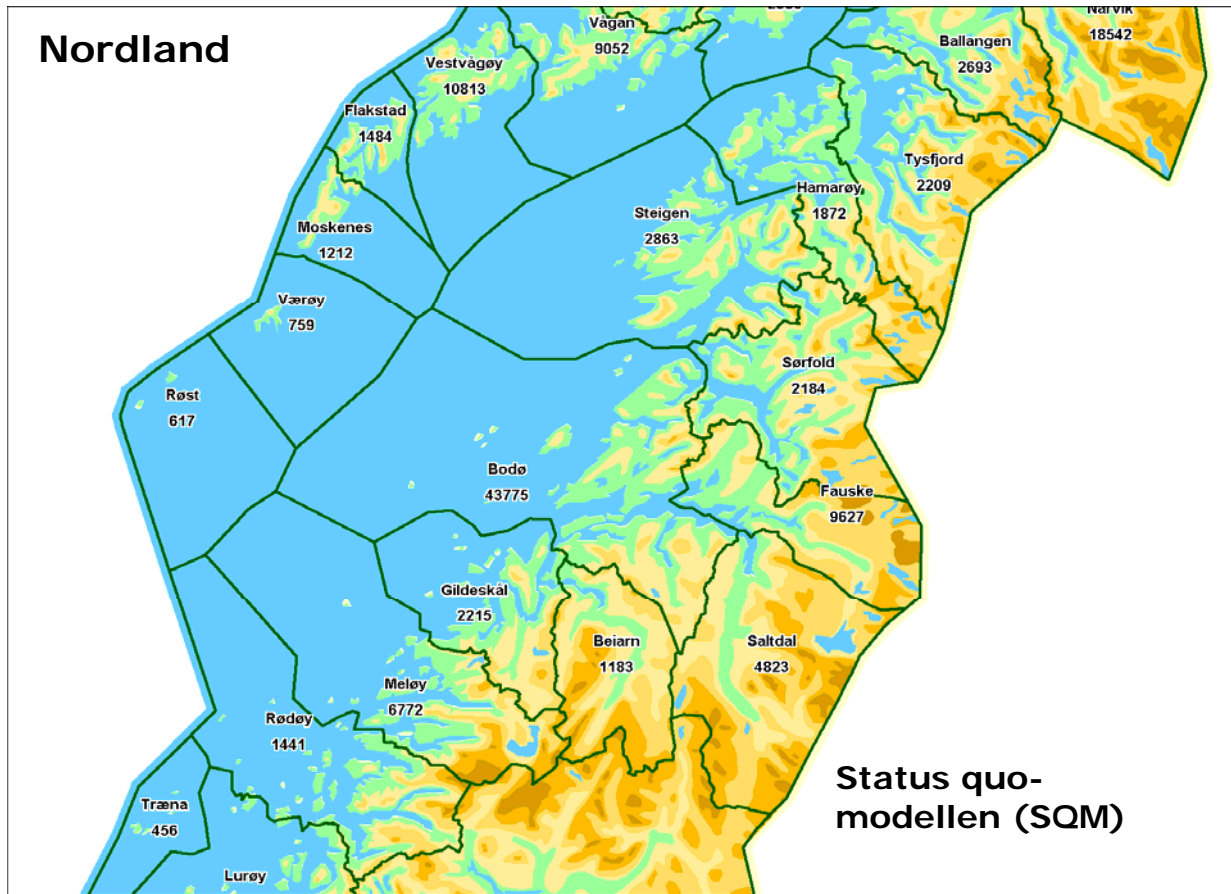 Nordland
Vågan
9052
Narvik
18542
Ballangen
2693
Vestvågøy
10813
Flakstad
1484
Tysfjord
2209
Hamarøy
1872
Steigen
2863
Moskenes
1212
Værøy
759
Sørfold
2184
Røst
617
Bodø
43775
Fauske
9627
Gildeskål
2215
Beiarn
1183
Saltdal
4823
Meløy
6772
Rødøy
1441
Træna
456
Lurøy
Status quo-
modellen (SQM)